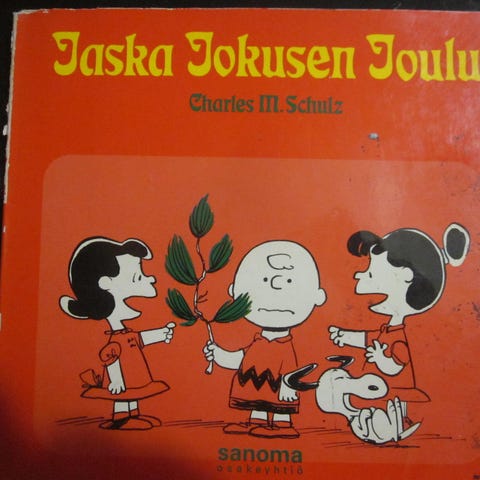 Jaska Jokusen Joulu
Charles M. Schulz
sanoma
osakeyhtiö